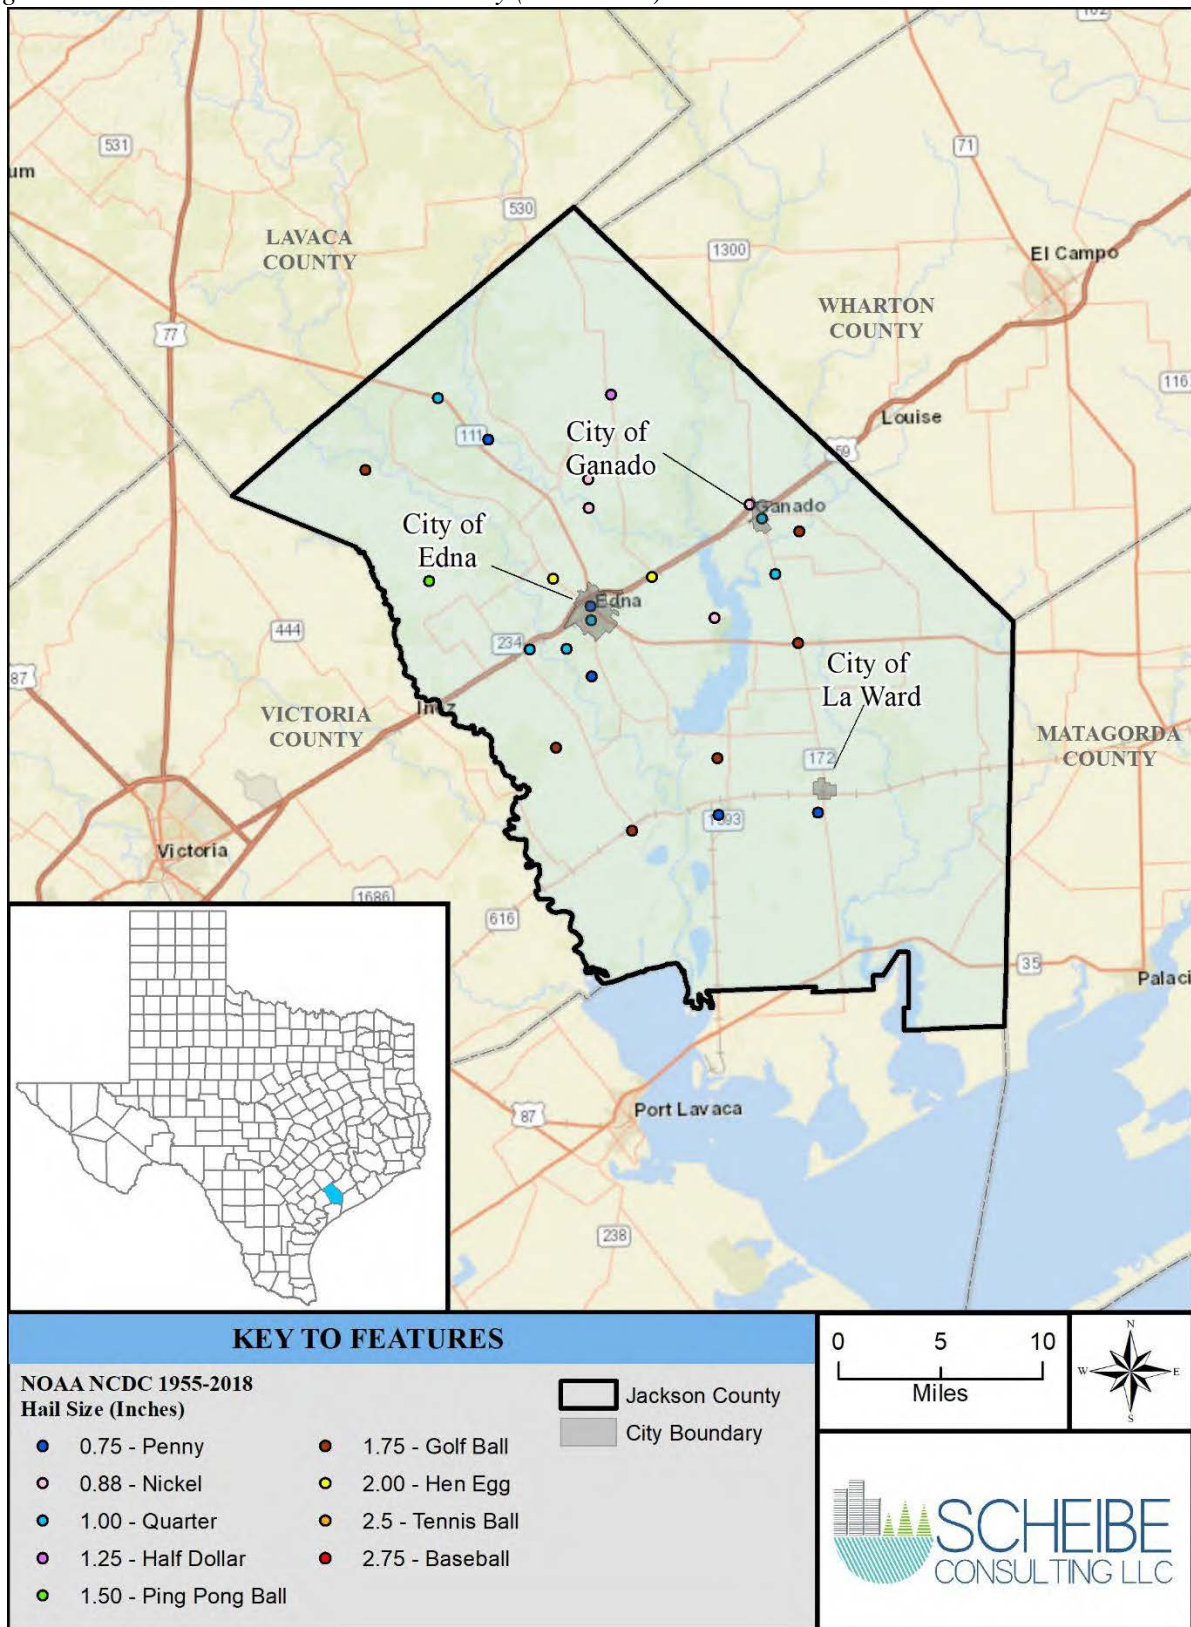 531
71
530
LAVACA
COUNTY
1300
El Campo
WHARTON
COUNTY
77
Louise
111
City of
Ganado
59
Ganado
City of
Edna
Edna
444
234
87
City of
La Ward
VICTORIA
COUNTY
MATAGORDA
COUNTY
172
Victoria
1686
616
35
Port Lavaca
87
238
KEY TO FEATURES
NOAA NCDC 1955-2018
Hail Size (Inches)
0.75 - Penny
0.88 - Nickel
1.00 - Quarter
1.25 - Half Dollar
1.50 - Ping Pong Ball
1.75 - Golf Ball
2.00 - Hen Egg
2.5 - Tennis Ball
2.75 - Baseball
Jackson County
City Boundary
0 5 10
Miles
N
W E
S
SCHEIBE
CONSULTING LLC